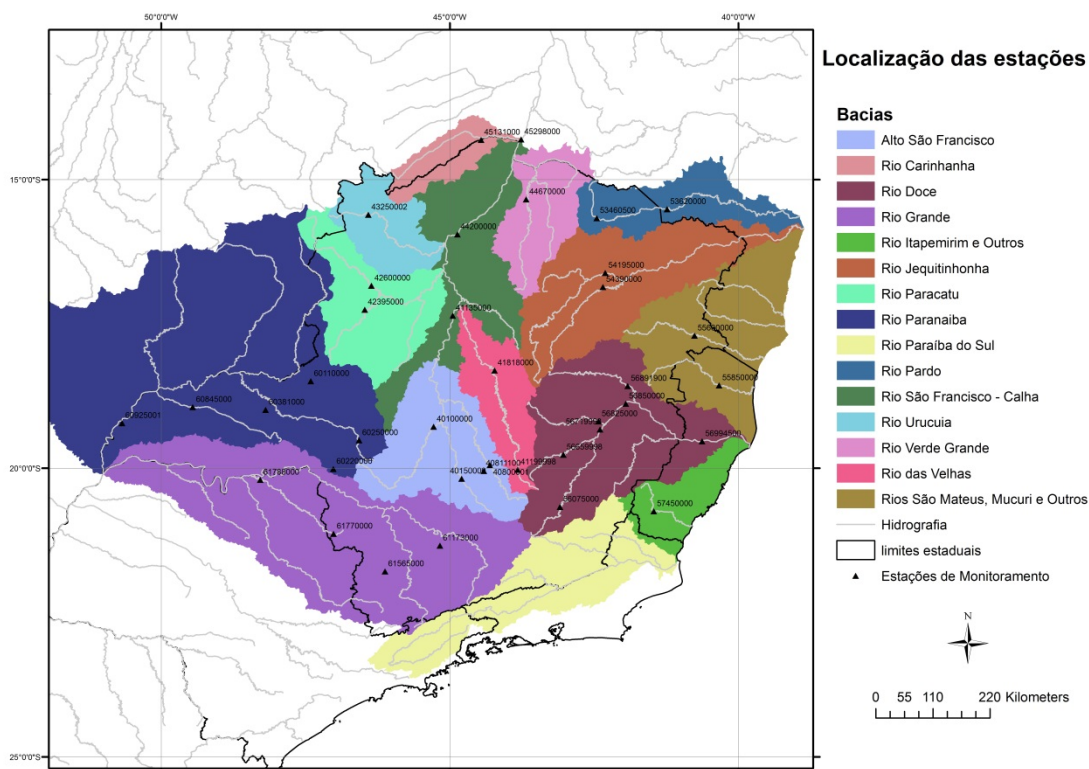 50°0'0"W 45°0'0"W 40°0'0"W
Localização das estações
Bacias
Alto São Francisco
Rio Carinhanha
Rio Doce
Rio Grande
Rio Itapemirim e Outros
Rio Jequitinhonha
Rio Paracatu
Rio Paranaiba
Rio Paraíba do Sul
Rio Pardo
Rio São Francisco - Calha
Rio Urucuia
Rio Verde Grande
Rio das Velhas
Rios São Mateus, Mucuri e Outros
Hidrografia
limites estaduais
Estações de Monitoramento
N
0 55 110 220 Kilometers
15°0'0"S
20°0'0"S
25°0'0"S
45131000
45298000
43250002
44670000
53460500
53620000
44200000
54195000
54390000
42600000
42395000
41135000
55850000
41818000
60110000
56891900
60845000
60381000
56850000
60925001
40100000
56825000
56994500
60220000
40150000
41199998
61770000
57450000
61173000
61565000